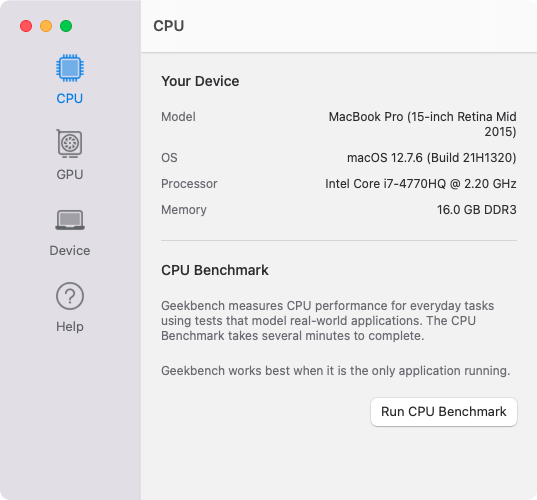 CPU
GPU
Device
Help
CPU
Your Device
Model MacBook Pro (15-inch Retina Mid
2015)
OS macOS 12.7.6 (Build 21H1320)
Processor Intel Core i7-4770HQ @ 2.20 GHz
Memory 16.0 GB DDR3
CPU Benchmark
Geekbench measures CPU performance for everyday tasks
using tests that model real-world applications. The CPU
Benchmark takes several minutes to complete.
Geekbench works best when it is the only application running.
Run CPU Benchmark